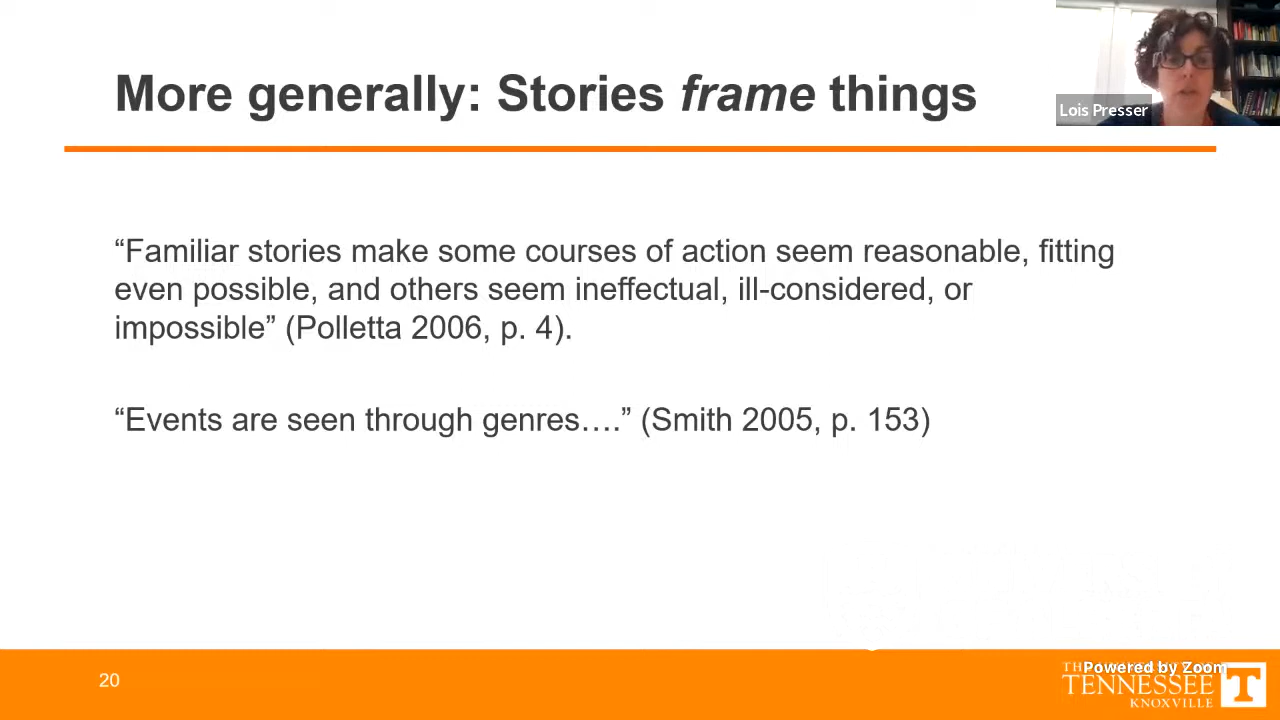 More generally: Stories frame things
Lois Presser
“Familiar stories make some courses of action seem reasonable, fitting
even possible, and others seem ineffectual, ill-considered, or
impossible” (Polletta 2006, p. 4).
“Events are seen through genres….” (Smith 2005, p. 153)
20
Powered by Zoom
TENNESSEE
KNOXVILLE
T